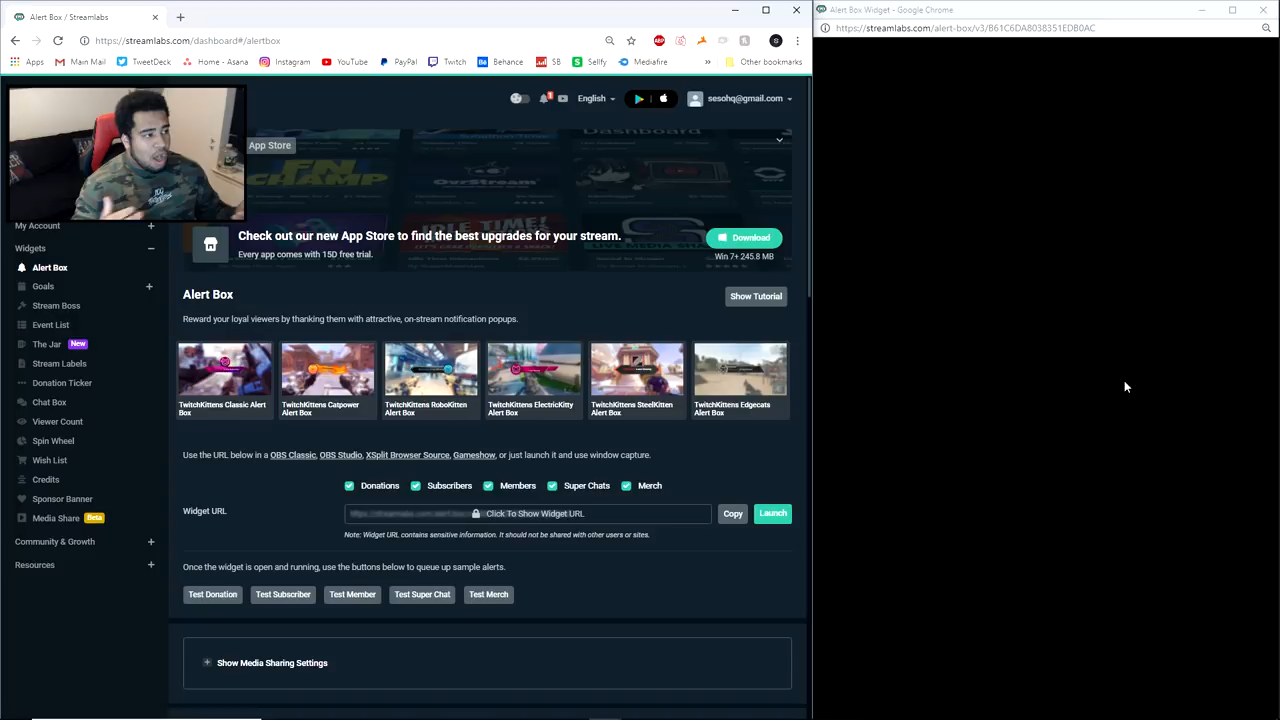 Alert Box / Streamlabs
Alert Box Widget - Google Chrome
https://streamlabs.com/dashboard#/alertbox
https://streamlabs.com/alert-box/v3/B61C6DA8038351EDB0AC
Apps
Main Mail
TweetDeck
Home - Asana
Instagram
YouTube
PayPal
Twitch
Behance
SB
Sellfy
Mediafire
»
Other bookmarks
English
sesohq@gmail.com
App Store
Dashboard
FN CHAMP
OurStream
IDLE TIME!
Check out our new App Store to find the best upgrades for your stream.
Every app comes with 15D free trial.
Download
Win 7+ 245.8 MB
My Account
Widgets
Alert Box
Goals
Stream Boss
Event List
The Jar New
Stream Labels
Donation Ticker
Chat Box
Viewer Count
Spin Wheel
Wish List
Credits
Sponsor Banner
Media Share Beta
Community & Growth
Resources
Alert Box
Show Tutorial
Reward your loyal viewers by thanking them with attractive, on-stream notification popups.
TwitchKittens Classic Alert Box
TwitchKittens Catpower Alert Box
TwitchKittens RoboKitten Alert Box
TwitchKittens ElectricKitty Alert Box
TwitchKittens SteelKitten Alert Box
TwitchKittens Edgecats Alert Box
Use the URL below in a OBS Classic, OBS Studio, XSplit Browser Source, Gameshow, or just launch it and use window capture.
Donations
Subscribers
Members
Super Chats
Merch
Widget URL
Click To Show Widget URL
Copy
Launch
Note: Widget URL contains sensitive information. It should not be shared with other users or sites.
Once the widget is open and running, use the buttons below to queue up sample alerts.
Test Donation
Test Subscriber
Test Member
Test Super Chat
Test Merch
Show Media Sharing Settings